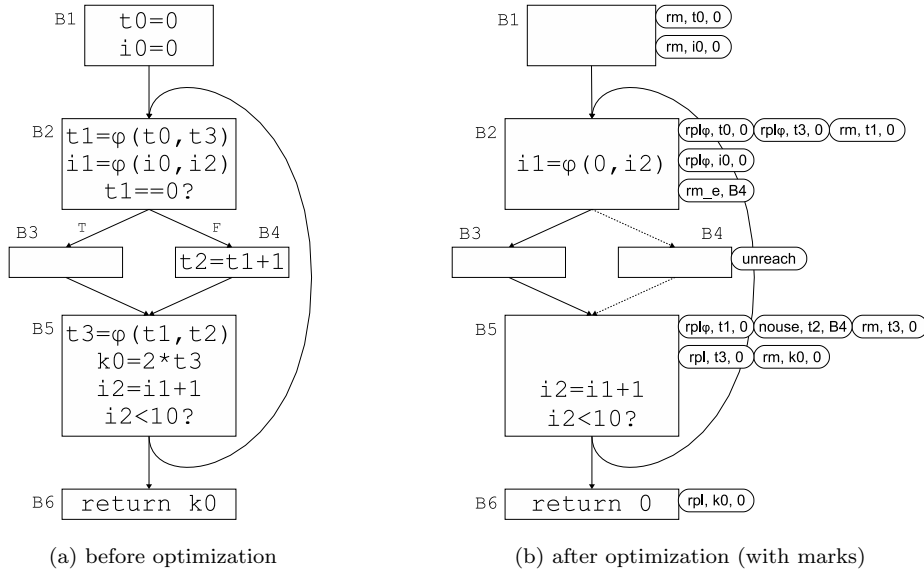 B1
t0=0
i0=0
B2
t1=φ(t0,t3)
i1=φ(i0,i2)
t1==0?
B3
T
F
B4
t2=t1+1
B5
t3=φ(t1,t2)
k0=2*t3
i2=i1+1
i2<10?
B6
return k0
(a) before optimization
B1
rm, t0, 0
rm, i0, 0
B2
i1=φ(0,i2)
rplφ, t0, 0
rplφ, t3, 0
rm, t1, 0
rplφ, i0, 0
rm_e, B4
B3
B4
unreach
B5
rplφ, t1, 0
nouse, t2, B4
rm, t3, 0
rpl, t3, 0
rm, k0, 0
i2=i1+1
i2<10?
B6
return 0
rpl, k0, 0
(b) after optimization (with marks)